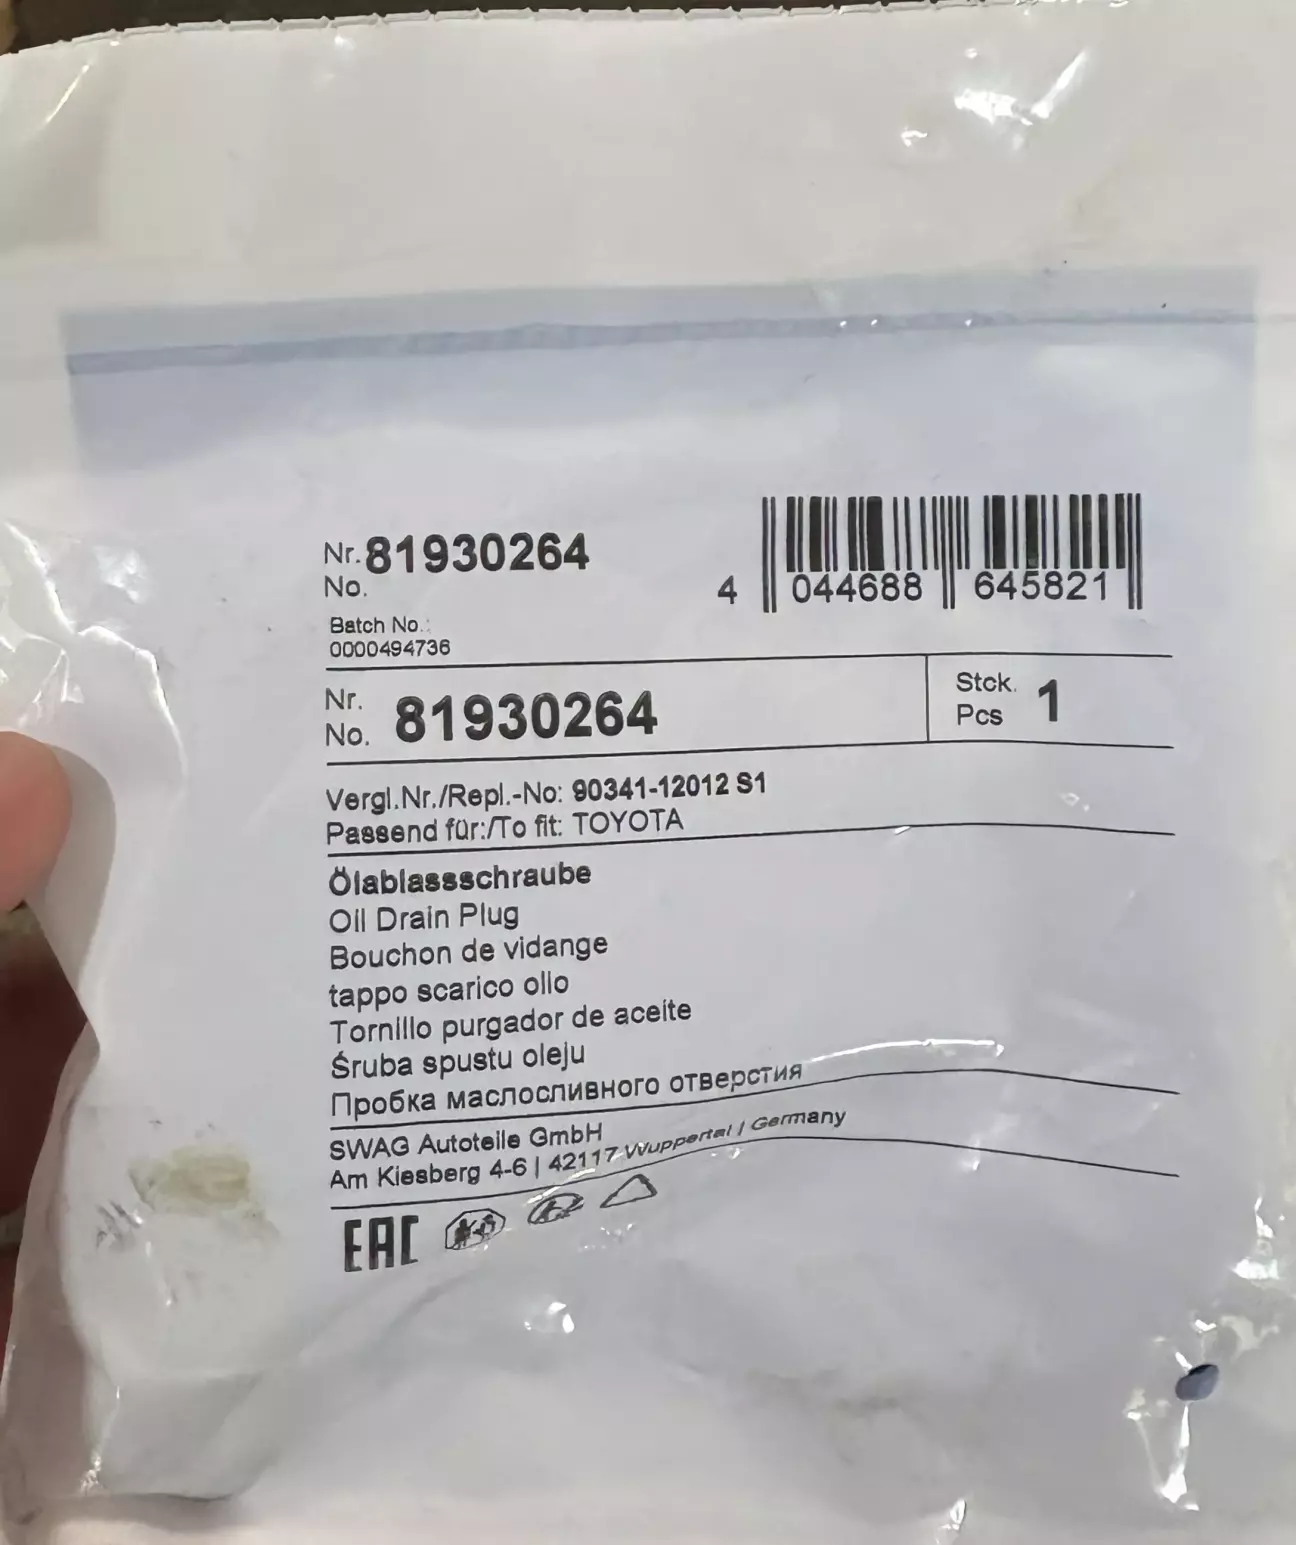 Nr. 81930264
No.
4 044688 645821
Batch No.:
0000494736
Nr.
No. 81930264
Stck.
Pcs 1
Vergl.Nr./Repl.-No: 90341-12012 S1
Passend für:/To fit: TOYOTA
Ölablassschraube
Oil Drain Plug
Bouchon de vidange
tappo scarico olio
Tornillo purgador de aceite
Śruba spustu oleju
Пробка маслосливного отверстия
SWAG Autoteile GmbH
Am Kiesberg 4-6 | 42117 Wuppertal / Germany
EAC